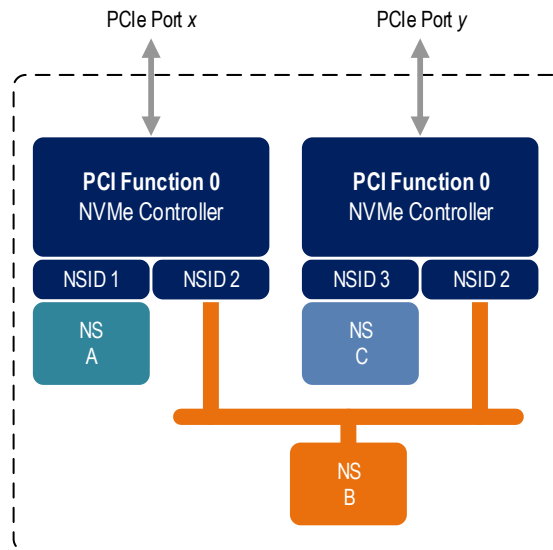 PCIe Port x
PCIe Port y
PCI Function 0
NVMe Controller
PCI Function 0
NVMe Controller
NSID 1
NSID 2
NSID 3
NSID 2
NS
A
NS
C
NS
B